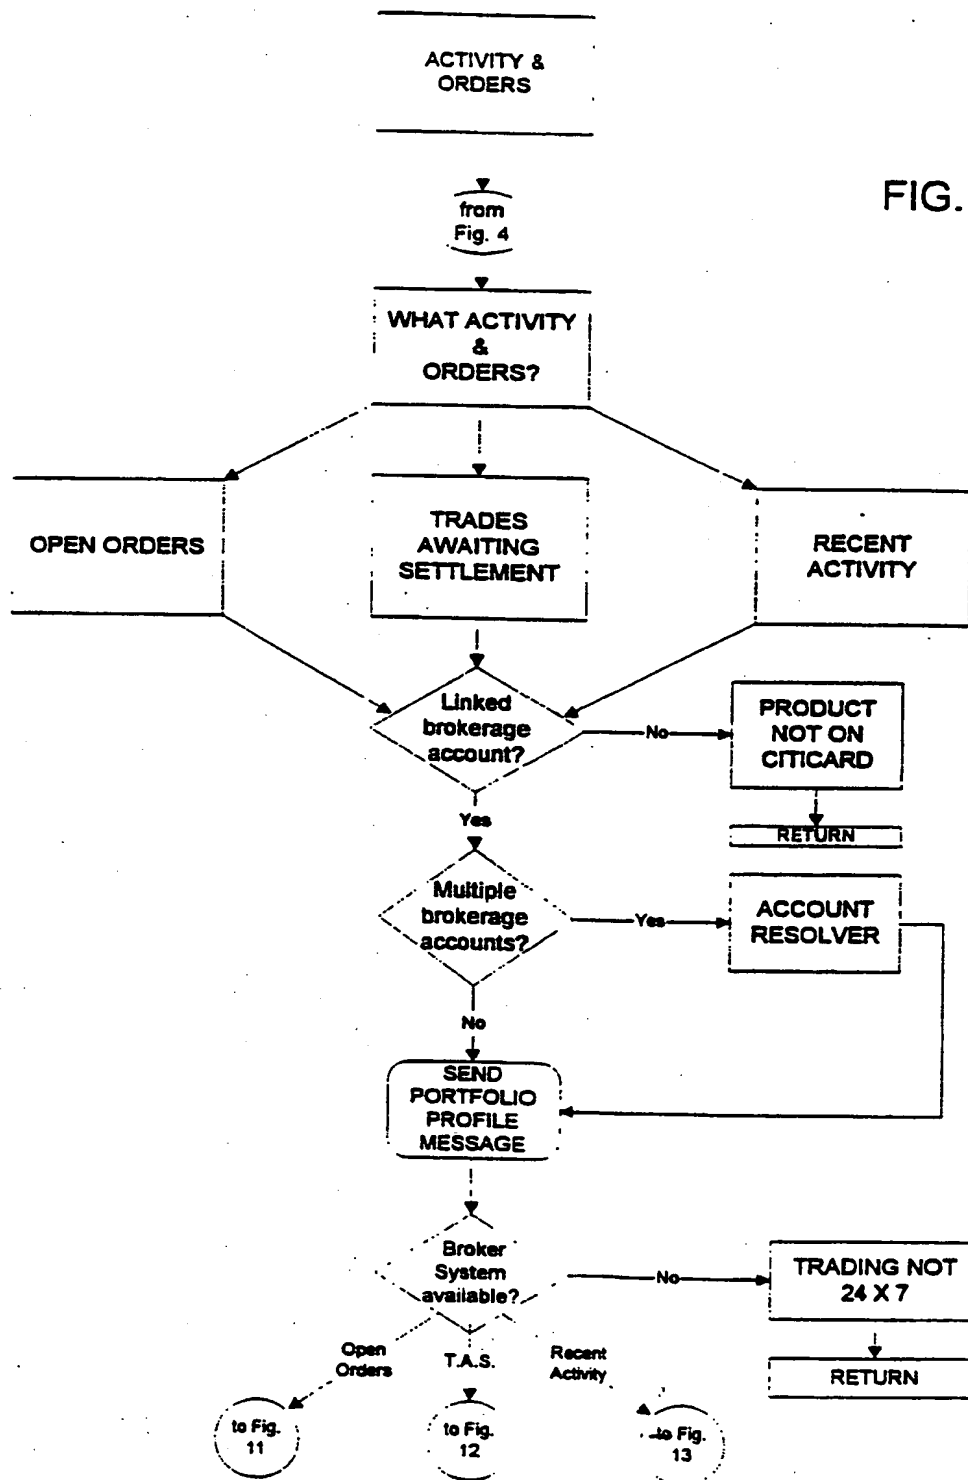 ACTIVITY &
ORDERS
FIG.
from
Fig. 4
WHAT ACTIVITY
&
ORDERS?
OPEN ORDERS
TRADES
AWAITING
SETTLEMENT
RECENT
ACTIVITY
Linked
brokerage
account?
No
PRODUCT
NOT ON
CITICARD
Yes
RETURN
Multiple
brokerage
accounts?
Yes
ACCOUNT
RESOLVER
No
SEND
PORTFOLIO
PROFILE
MESSAGE
Broker
System
available?
No
TRADING NOT
24 X 7
RETURN
Open
Orders
T.A.S.
Recent
Activity
to Fig.
11
to Fig.
12
to Fig.
13